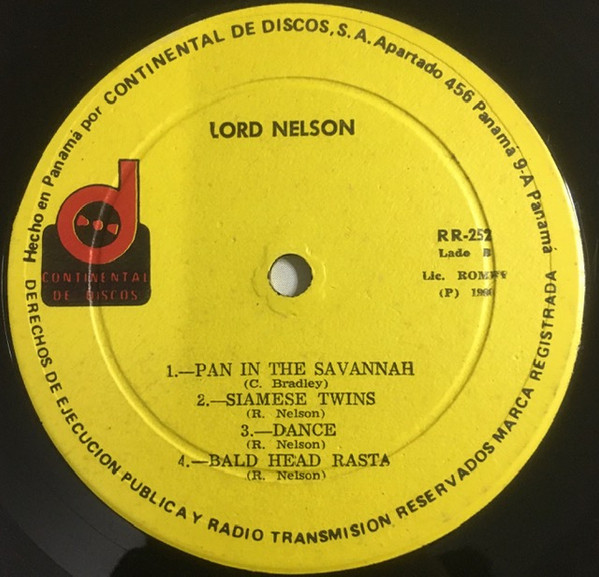 Hecho en Panamá por CONTINENTAL DE DISCOS, S. A. Apartado 456 Panamá 9-A Panamá
LORD NELSON
CONTINENTAL
DE DISCOS
RR-252
Lado B
Lic.
(P)
1.—PAN IN THE SAVANNAH
(C. Bradley)
2.—SIAMESE TWINS
(R. Nelson)
3.—DANCE
(R. Nelson)
4.—BALD HEAD RASTA
(R. Nelson)
DERECHOS DE EJECUCION PUBLICA Y RADIO TRANSMISION RESERVADOS MARCA REGISTRADA